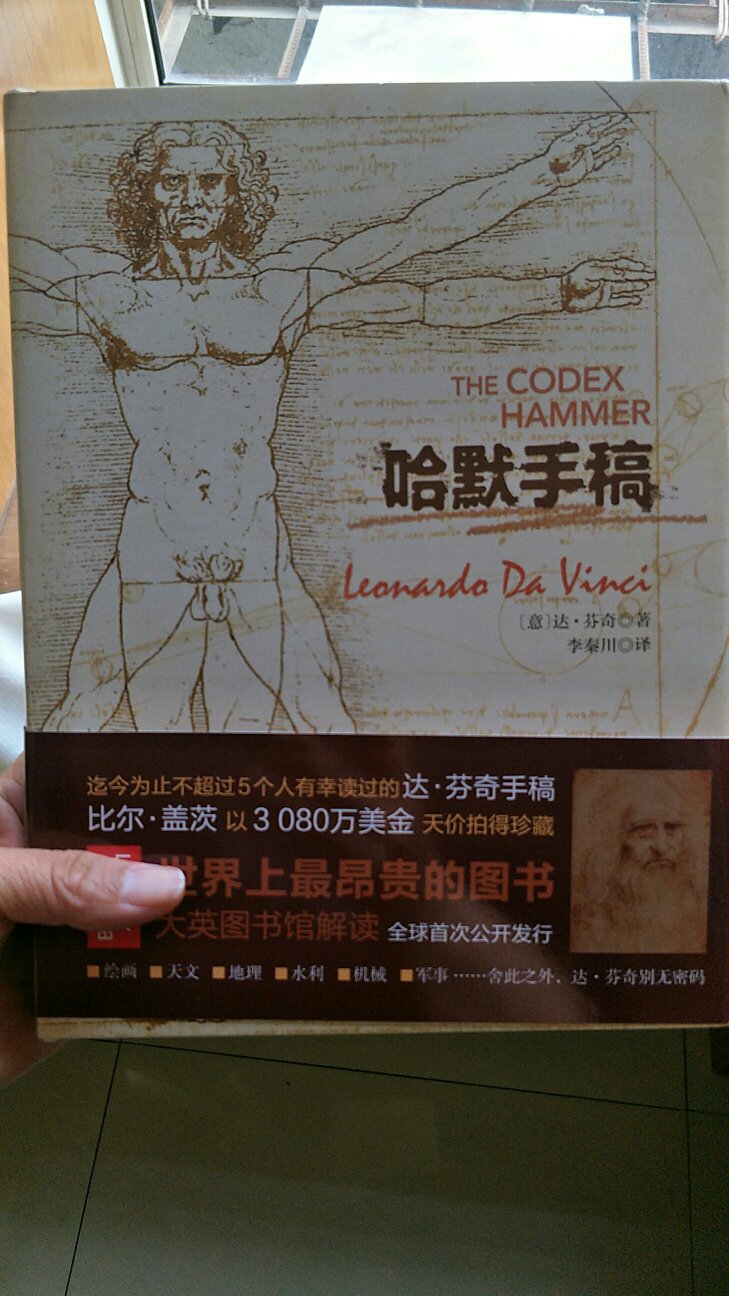 THE CODEX
HAMMER
哈默手稿
Leonardo Da Vinci
［意］达·芬奇◎著
李秦川◎译
迄今为止不超过5个人有幸读过的达·芬奇手稿
比尔·盖茨 以 3 080万美金 天价拍得珍藏
世界上最昂贵的图书
大英图书馆解读 全球首次公开发行
■绘画 ■天文 ■地理 ■水利 ■机械 ■军事……舍此之外，达·芬奇别无密码